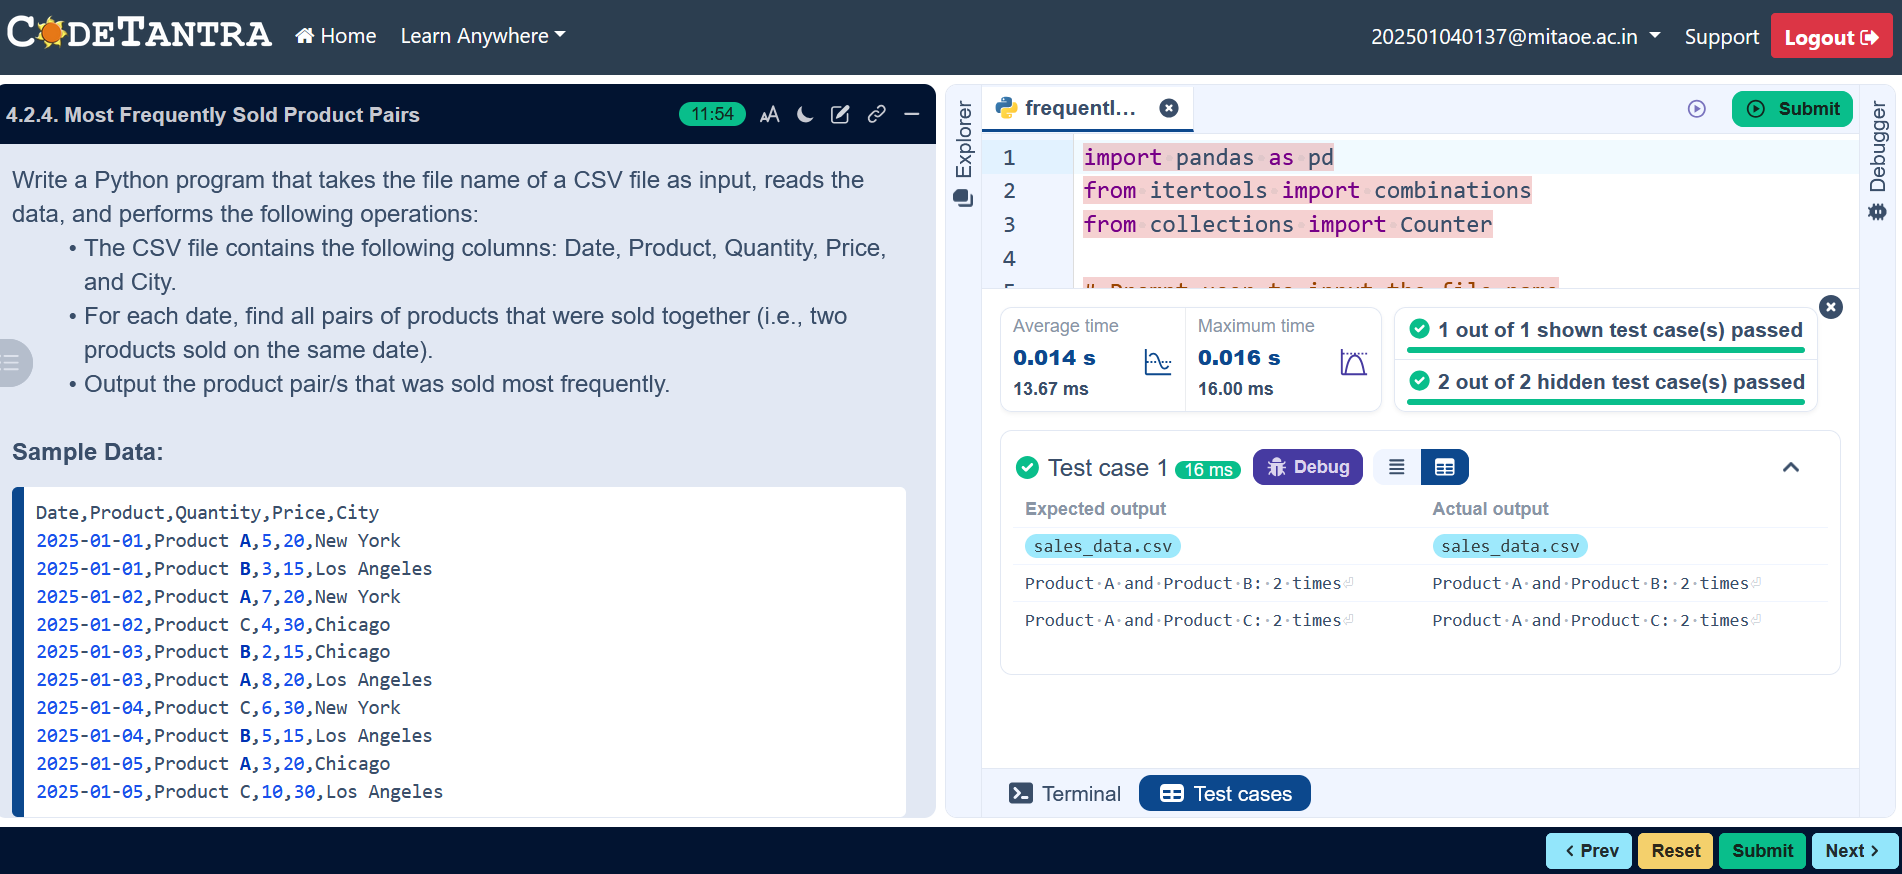 CODETANTRA
Home
Learn Anywhere
202501040137@mitaoe.ac.in
Support
Logout
4.2.4. Most Frequently Sold Product Pairs
11:54
Write a Python program that takes the file name of a CSV file as input, reads the
data, and performs the following operations:
• The CSV file contains the following columns: Date, Product, Quantity, Price,
and City.
• For each date, find all pairs of products that were sold together (i.e., two
products sold on the same date).
• Output the product pair/s that was sold most frequently.
Sample Data:
Date,Product,Quantity,Price,City
2025-01-01,Product A,5,20,New York
2025-01-01,Product B,3,15,Los Angeles
2025-01-02,Product A,7,20,New York
2025-01-02,Product C,4,30,Chicago
2025-01-03,Product B,2,15,Chicago
2025-01-03,Product A,8,20,Los Angeles
2025-01-04,Product C,6,30,New York
2025-01-04,Product B,5,15,Los Angeles
2025-01-05,Product A,3,20,Chicago
2025-01-05,Product C,10,30,Los Angeles
Explorer
frequentl...
Submit
Debugger
1 import pandas as pd
2 from itertools import combinations
3 from collections import Counter
4
5 # Prompt user to input the file name
Average time
0.014 s
13.67 ms
Maximum time
0.016 s
16.00 ms
1 out of 1 shown test case(s) passed
2 out of 2 hidden test case(s) passed
Test case 1 16 ms
Debug
Expected output
Actual output
sales_data.csv
sales_data.csv
Product·A·and·Product·B:·2·times
Product·A·and·Product·B:·2·times
Product·A·and·Product·C:·2·times
Product·A·and·Product·C:·2·times
Terminal
Test cases
Prev
Reset
Submit
Next